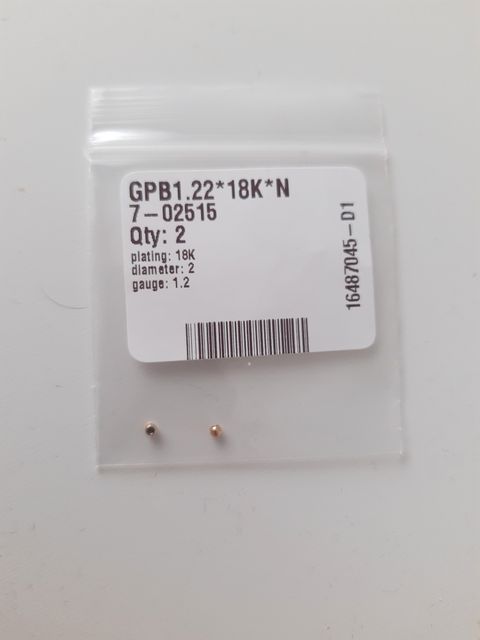 GPB1.22*18K*N
7-02515
Qty: 2
plating: 18K
diameter: 2
gauge: 1.2
16487045-D1